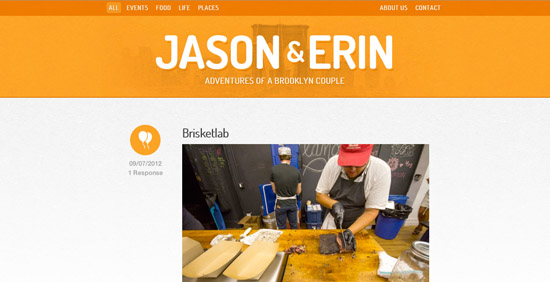 ALL EVENTS FOOD LIFE PLACES ABOUT US CONTACT
JASON & ERIN
ADVENTURES OF A BROOKLYN COUPLE
Brisketlab
09/07/2012
1 Response